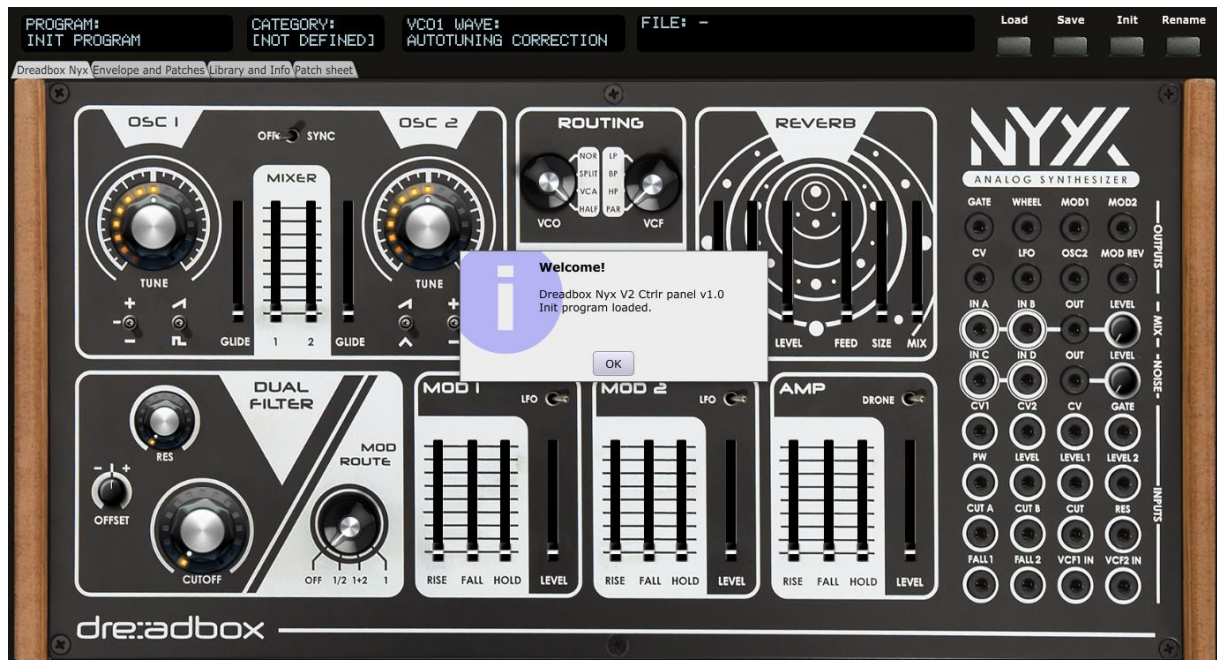 PROGRAM:
INIT PROGRAM
CATEGORY:
[NOT DEFINED]
VCO1 WAVE:
AUTOTUNING CORRECTION
FILE: -
Load Save Init Rename
Dreadbox Nyx Envelope and Patches Library and Info Patch sheet
OSC 1
OFF SYNC
OSC 2
MIXER
TUNE
TUNE
+
-
-
+
-
GLIDE 1 2 GLIDE
ROUTING
NOR LP
SPLIT BP
VCA HP
HALF PAR
VCO VCF
REVERB
LEVEL FEED SIZE MIX
NYX
ANALOG SYNTHESIZER
GATE WHEEL MOD1 MOD2
CV LFO OSC2 MOD REV
OUTPUTS
IN A IN B OUT LEVEL
MIX
IN C IN D OUT LEVEL
NOISE
CV1 CV2 CV GATE
PW LEVEL LEVEL 1 LEVEL 2
INPUTS
CUT A CUT B CUT RES
FALL 1 FALL 2 VCF1 IN VCF2 IN
i
Welcome!
Dreadbox Nyx V2 Ctrlr panel v1.0
Init program loaded.
OK
DUAL
FILTER
RES
- +
OFFSET
CUTOFF
MOD
ROUTE
OFF 1/2 1+2 1
MOD 1
LFO
RISE FALL HOLD LEVEL
MOD 2
LFO
RISE FALL HOLD LEVEL
AMP
DRONE
RISE FALL HOLD LEVEL
dreadbox